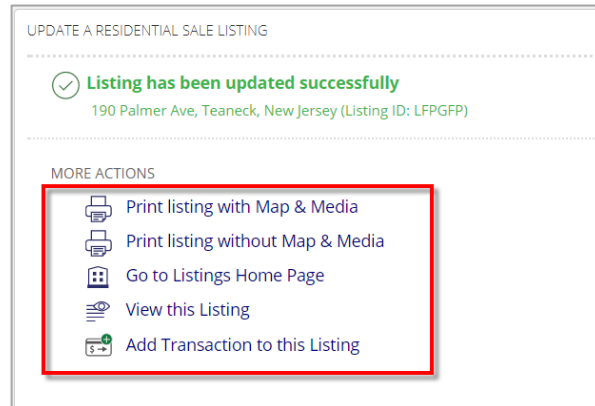 UPDATE A RESIDENTIAL SALE LISTING
Listing has been updated successfully
190 Palmer Ave, Teaneck, New Jersey (Listing ID: LFPGFP)
MORE ACTIONS
Print listing with Map & Media
Print listing without Map & Media
Go to Listings Home Page
View this Listing
Add Transaction to this Listing